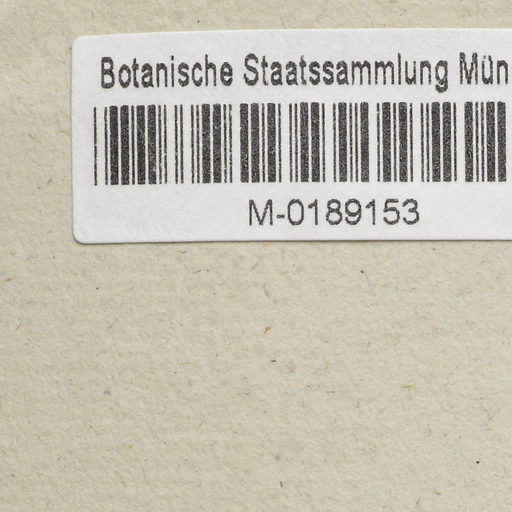 Botanische Staatssammlung Mün
M-0189153